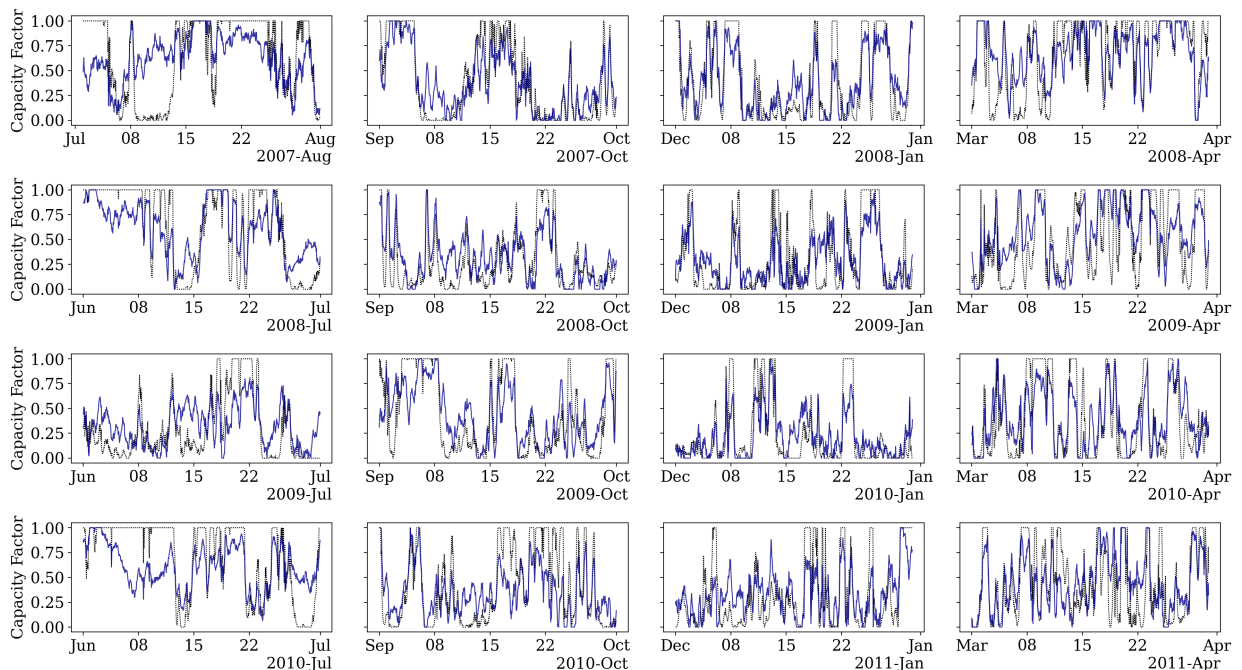 Capacity Factor
1.00
0.75
0.50
0.25
0.00
Jul 08 15 22 Aug
2007-Aug
Sep 08 15 22 Oct
2007-Oct
Dec 08 15 22 Jan
2008-Jan
Mar 08 15 22 Apr
2008-Apr
Capacity Factor
1.00
0.75
0.50
0.25
0.00
Jun 08 15 22 Jul
2008-Jul
Sep 08 15 22 Oct
2008-Oct
Dec 08 15 22 Jan
2009-Jan
Mar 08 15 22 Apr
2009-Apr
Capacity Factor
1.00
0.75
0.50
0.25
0.00
Jun 08 15 22 Jul
2009-Jul
Sep 08 15 22 Oct
2009-Oct
Dec 08 15 22 Jan
2010-Jan
Mar 08 15 22 Apr
2010-Apr
Capacity Factor
1.00
0.75
0.50
0.25
0.00
Jun 08 15 22 Jul
2010-Jul
Sep 08 15 22 Oct
2010-Oct
Dec 08 15 22 Jan
2011-Jan
Mar 08 15 22 Apr
2011-Apr